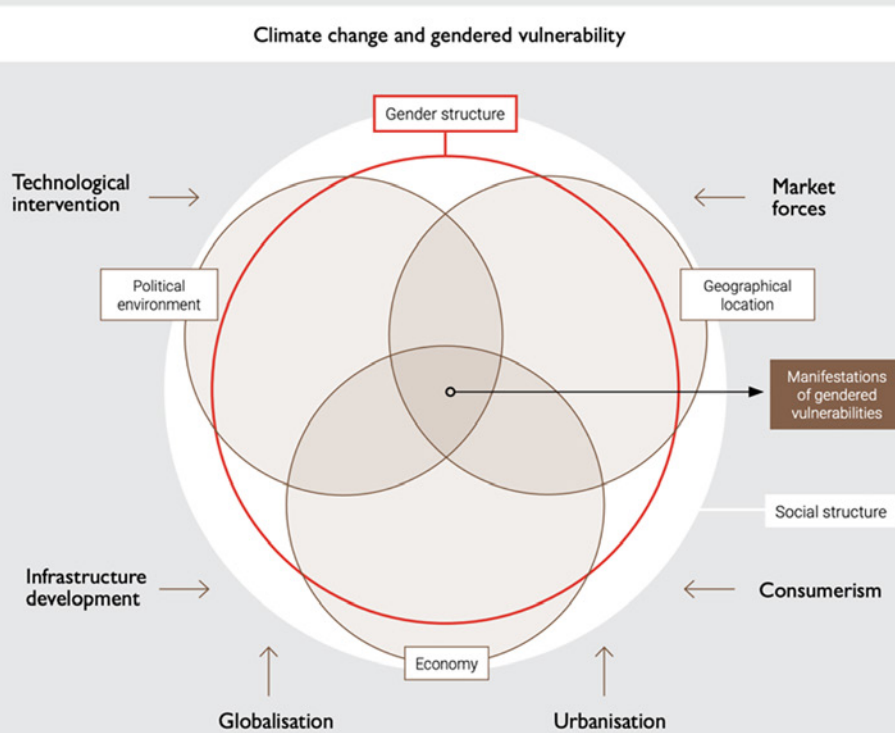 Climate change and gendered vulnerability
Gender structure
Technological
intervention
Market
forces
Political
environment
Geographical
location
Manifestations
of gendered
vulnerabilities
Social structure
Infrastructure
development
Consumerism
Economy
Globalisation
Urbanisation